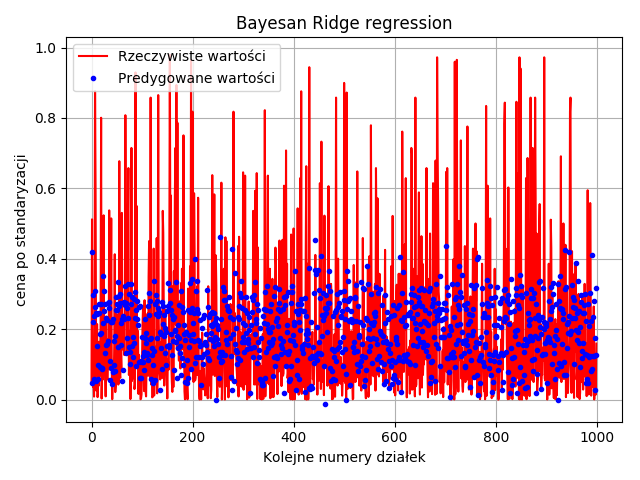 Bayesan Ridge regression
Rzeczywiste wartości
Predygowane wartości
1.0
0.8
0.6
0.4
0.2
0.0
cena po standaryzacji
0 200 400 600 800 1000
Kolejne numery działek